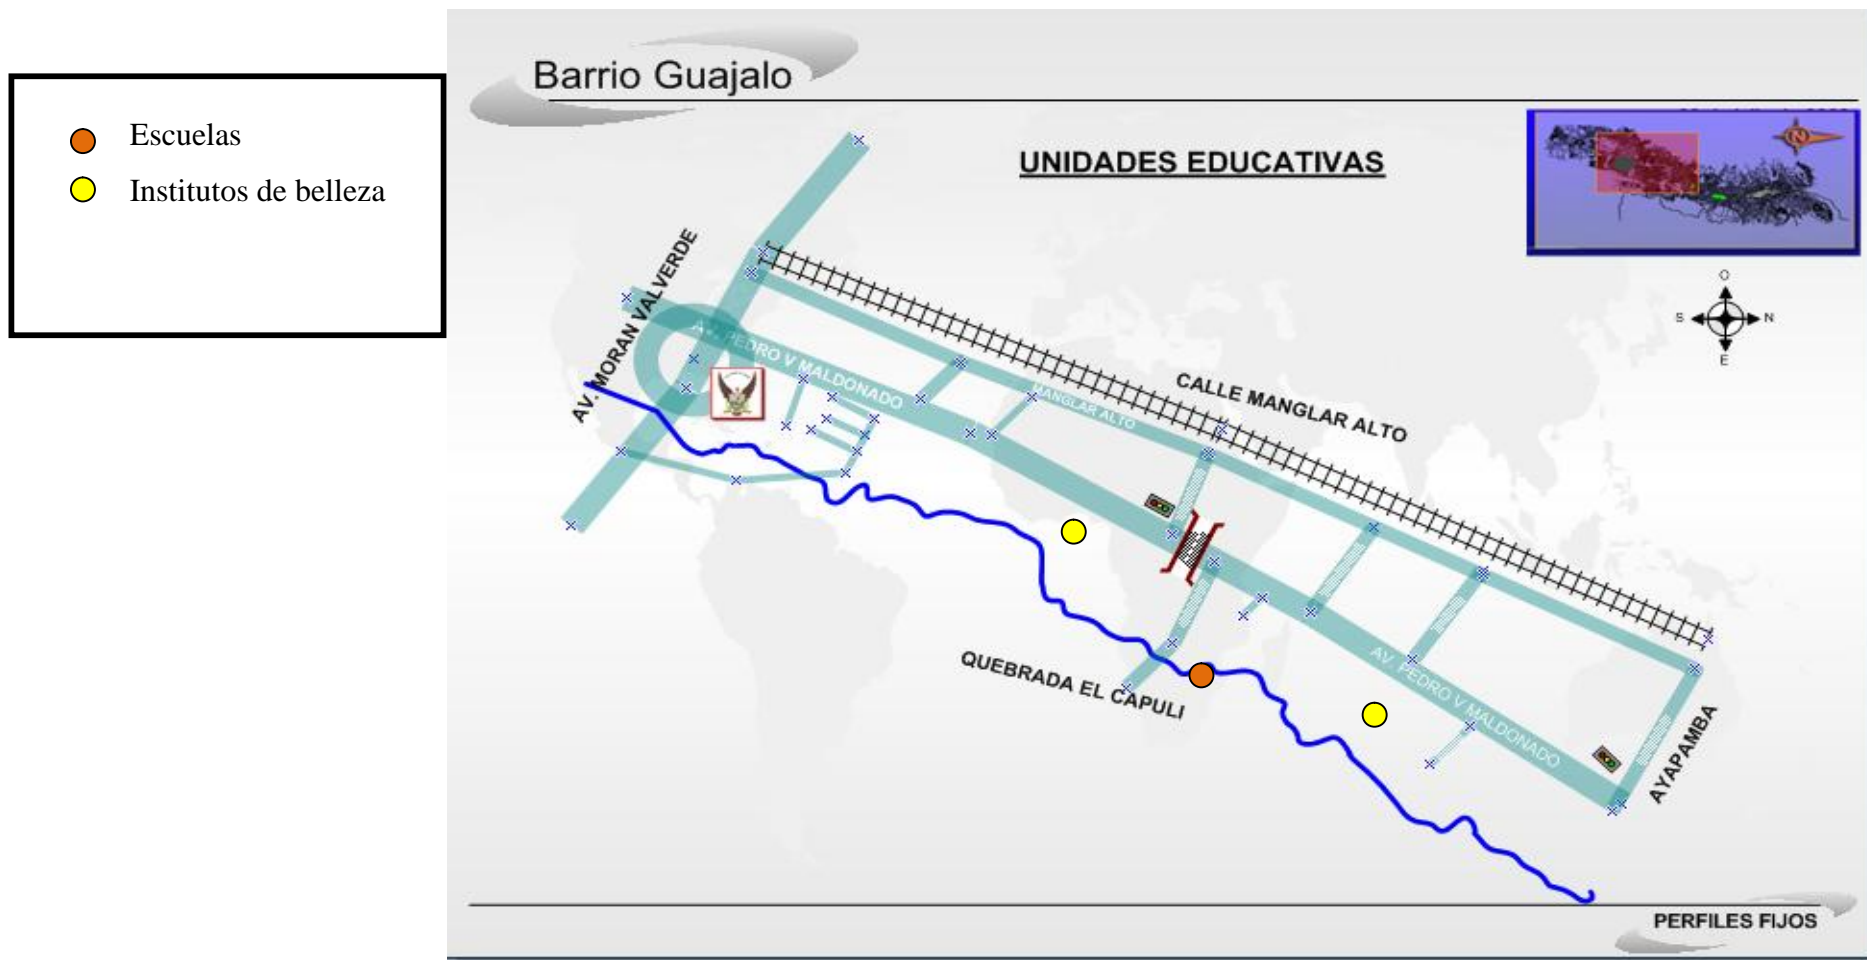 Barrio Guajalo
Escuelas
Institutos de belleza
UNIDADES EDUCATIVAS
N
O
S
N
E
AV. MORAN VALVERDE
AV. PEDRO V MALDONADO
MANGLAR ALTO
CALLE MANGLAR ALTO
QUEBRADA EL CAPULI
AV. PEDRO V MALDONADO
AYAPAMBA
PERFILES FIJOS